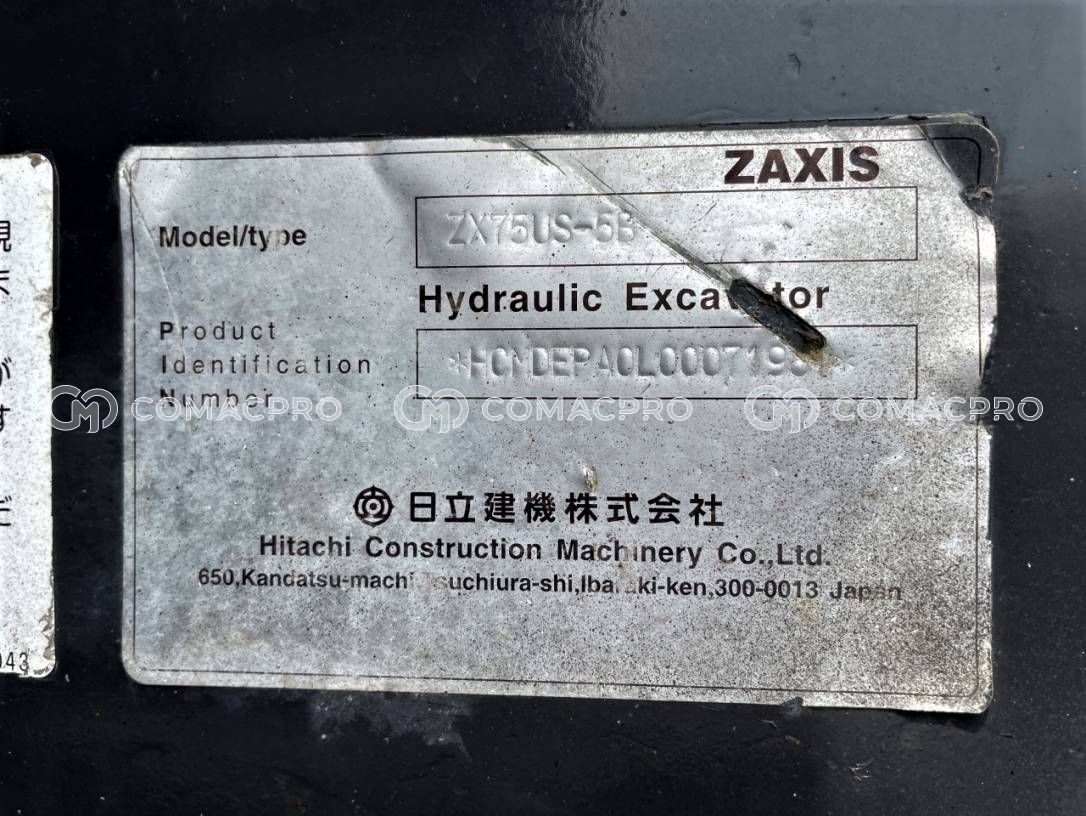 ZAXIS
Model/type ZX75US-5B
Hydraulic Excavator
Product
Identification
Number
COMACPRO COMACPRO COMACPRO
日立建機株式会社
Hitachi Construction Machinery Co.,Ltd.
650,Kandatsu-machi,Tsuchiura-shi,Ibaraki-ken,300-0013 Japan
043